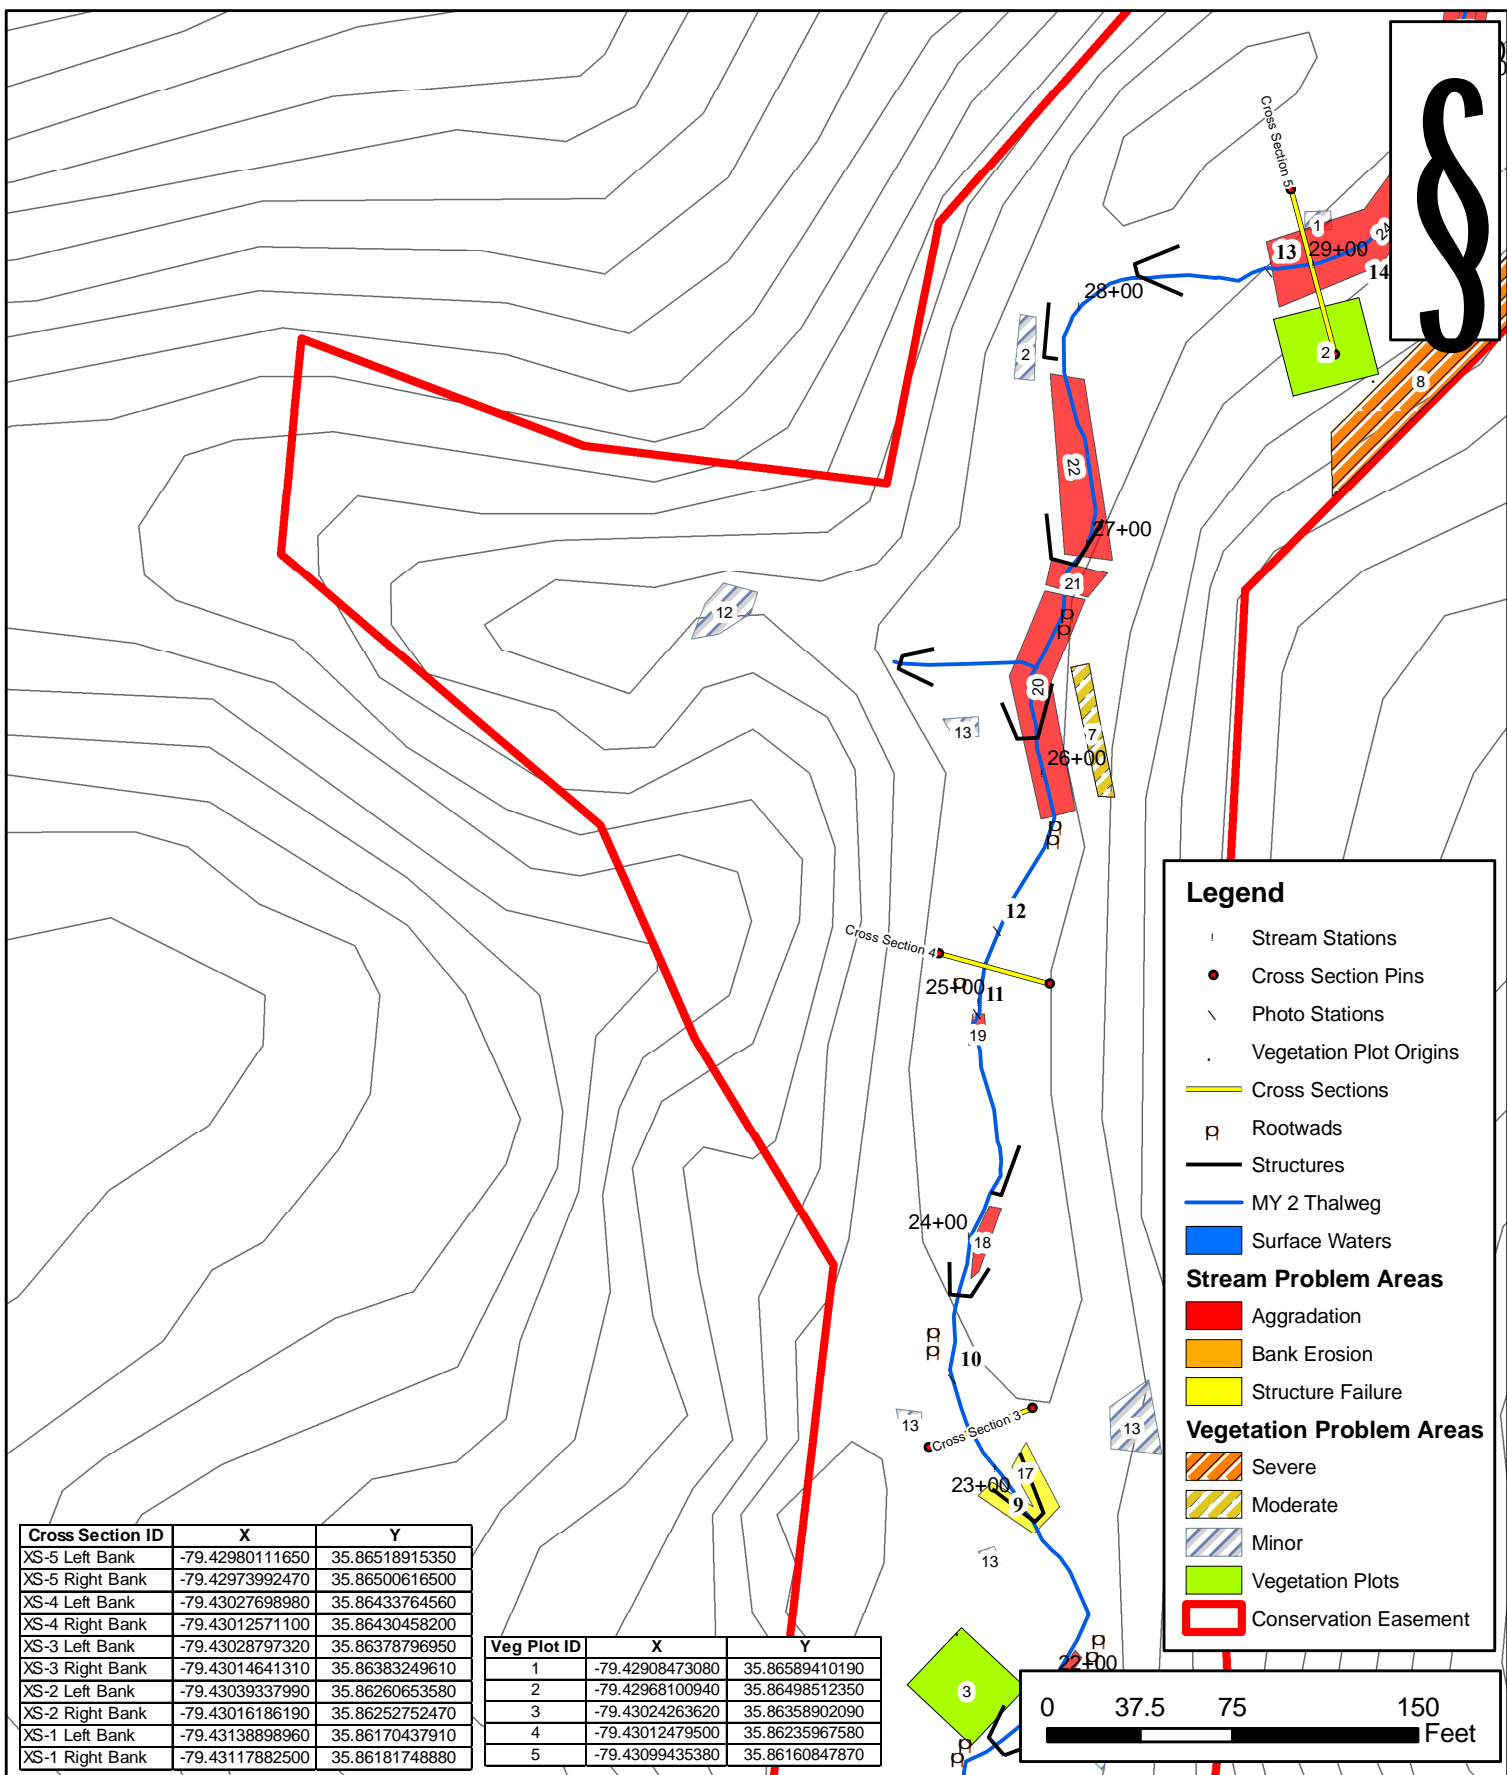 Cross Section 5
§
1
13
29+00
24
14
28+00
2
2
8
22
27+00
21
12
20
13
7
26+00
12
Cross Section 4
25+00
11
19
24+00
18
10
13
Cross Section 3
13
17
23+00
9
13
22+00
3
Legend
Stream Stations
Cross Section Pins
Photo Stations
Vegetation Plot Origins
Cross Sections
Rootwads
Structures
MY 2 Thalweg
Surface Waters
Stream Problem Areas
Aggradation
Bank Erosion
Structure Failure
Vegetation Problem Areas
Severe
Moderate
Minor
Vegetation Plots
Conservation Easement
0 37.5 75 150
Feet
Cross Section ID X Y
XS-5 Left Bank -79.42980111650 35.86518915350
XS-5 Right Bank -79.42973992470 35.86500616500
XS-4 Left Bank -79.43027698980 35.86433764560
XS-4 Right Bank -79.43012571100 35.86430458200
XS-3 Left Bank -79.43028797320 35.86378796950
XS-3 Right Bank -79.43014641310 35.86383249610
XS-2 Left Bank -79.43039337990 35.86260653580
XS-2 Right Bank -79.43016186190 35.86252752470
XS-1 Left Bank -79.43138898960 35.86170437910
XS-1 Right Bank -79.43117882500 35.86181748880
Veg Plot ID X Y
1 -79.42908473080 35.86589410190
2 -79.42968100940 35.86498512350
3 -79.43024263620 35.86358902090
4 -79.43012479500 35.86235967580
5 -79.43099435380 35.86160847870